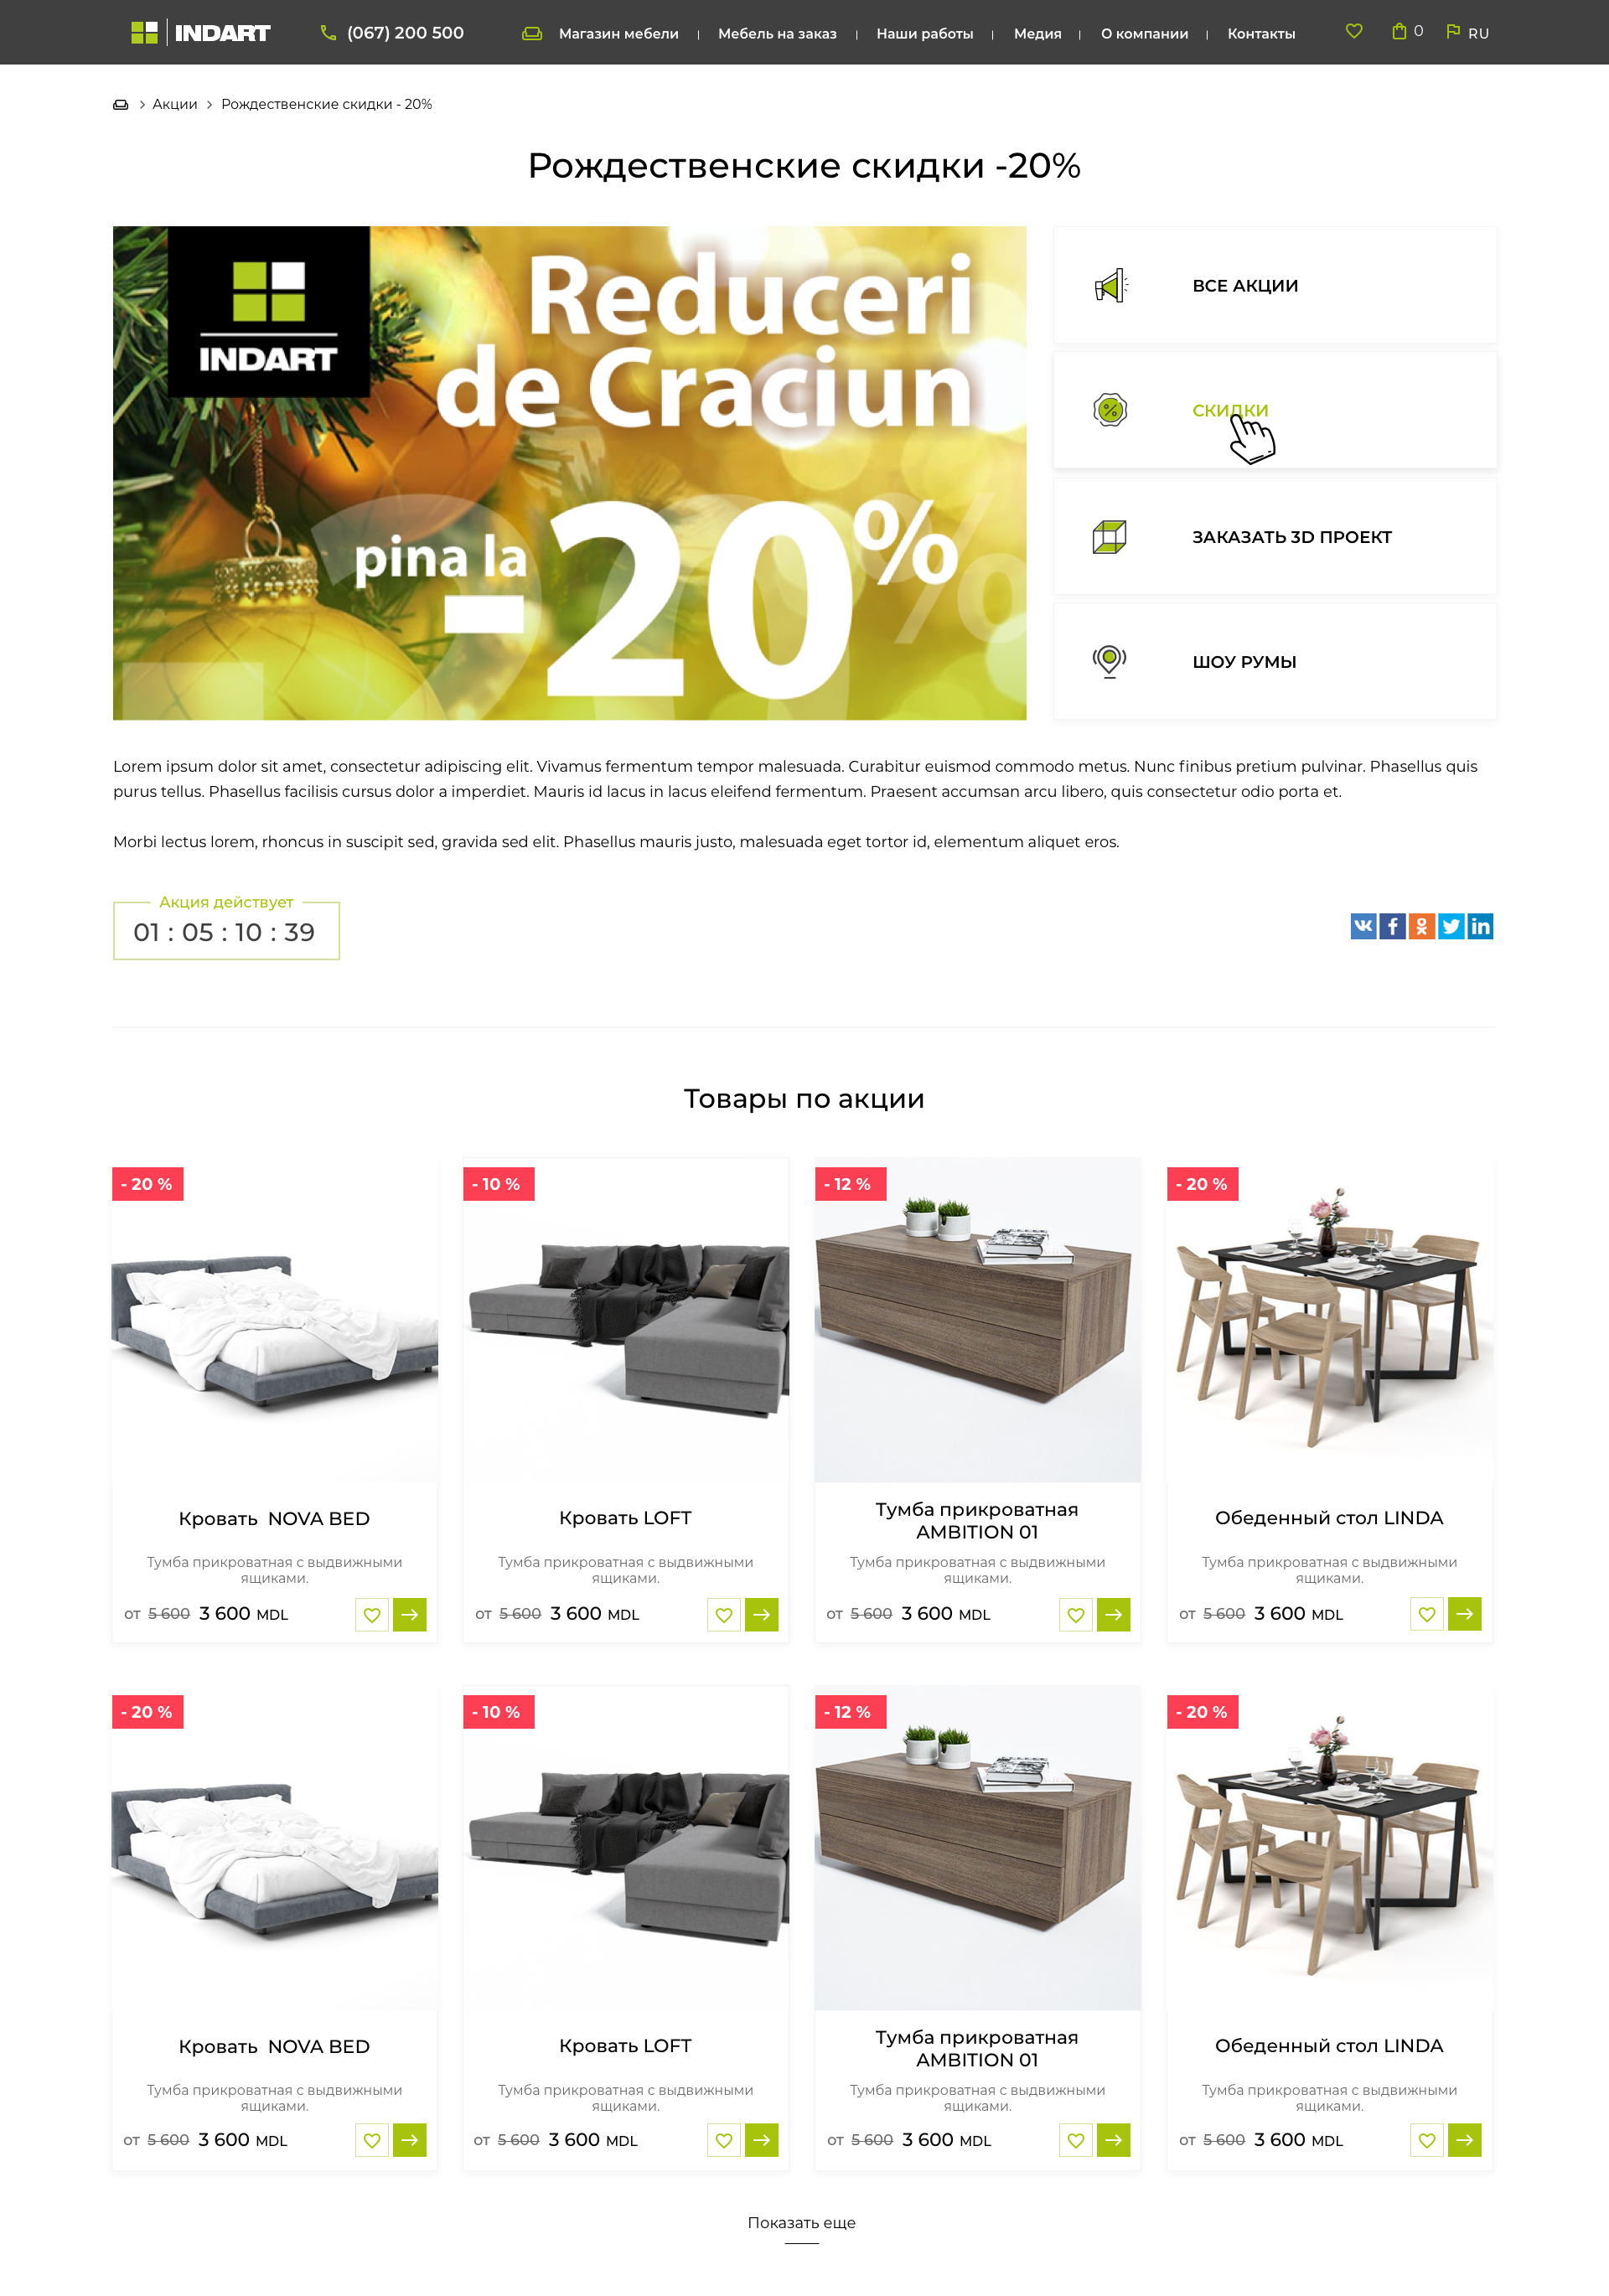 INDART
(067) 200 500
Магазин мебели | Мебель на заказ | Наши работы | Медия | О компании | Контакты
0
RU
Акции > Рождественские скидки - 20%
Рождественские скидки -20%
INDART
Reduceri
de Craciun
pina la
-20%
ВСЕ АКЦИИ
СКИДКИ
ЗАКАЗАТЬ 3D ПРОЕКТ
ШОУ РУМЫ
Lorem ipsum dolor sit amet, consectetur adipiscing elit. Vivamus fermentum tempor malesuada. Curabitur euismod commodo metus. Nunc finibus pretium pulvinar. Phasellus quis
purus tellus. Phasellus facilisis cursus dolor a imperdiet. Mauris id lacus in lacus eleifend fermentum. Praesent accumsan arcu libero, quis consectetur odio porta et.
Morbi lectus lorem, rhoncus in suscipit sed, gravida sed elit. Phasellus mauris justo, malesuada eget tortor id, elementum aliquet eros.
Акция действует
01 : 05 : 10 : 39
Товары по акции
- 20 %
Кровать NOVA BED
Тумба прикроватная с выдвижными
ящиками.
от 5 600 3 600 MDL
- 10 %
Кровать LOFT
Тумба прикроватная с выдвижными
ящиками.
от 5 600 3 600 MDL
- 12 %
Тумба прикроватная
AMBITION 01
Тумба прикроватная с выдвижными
ящиками.
от 5 600 3 600 MDL
- 20 %
Обеденный стол LINDA
Тумба прикроватная с выдвижными
ящиками.
от 5 600 3 600 MDL
- 20 %
Кровать NOVA BED
Тумба прикроватная с выдвижными
ящиками.
от 5 600 3 600 MDL
- 10 %
Кровать LOFT
Тумба прикроватная с выдвижными
ящиками.
от 5 600 3 600 MDL
- 12 %
Тумба прикроватная
AMBITION 01
Тумба прикроватная с выдвижными
ящиками.
от 5 600 3 600 MDL
- 20 %
Обеденный стол LINDA
Тумба прикроватная с выдвижными
ящиками.
от 5 600 3 600 MDL
Показать еще